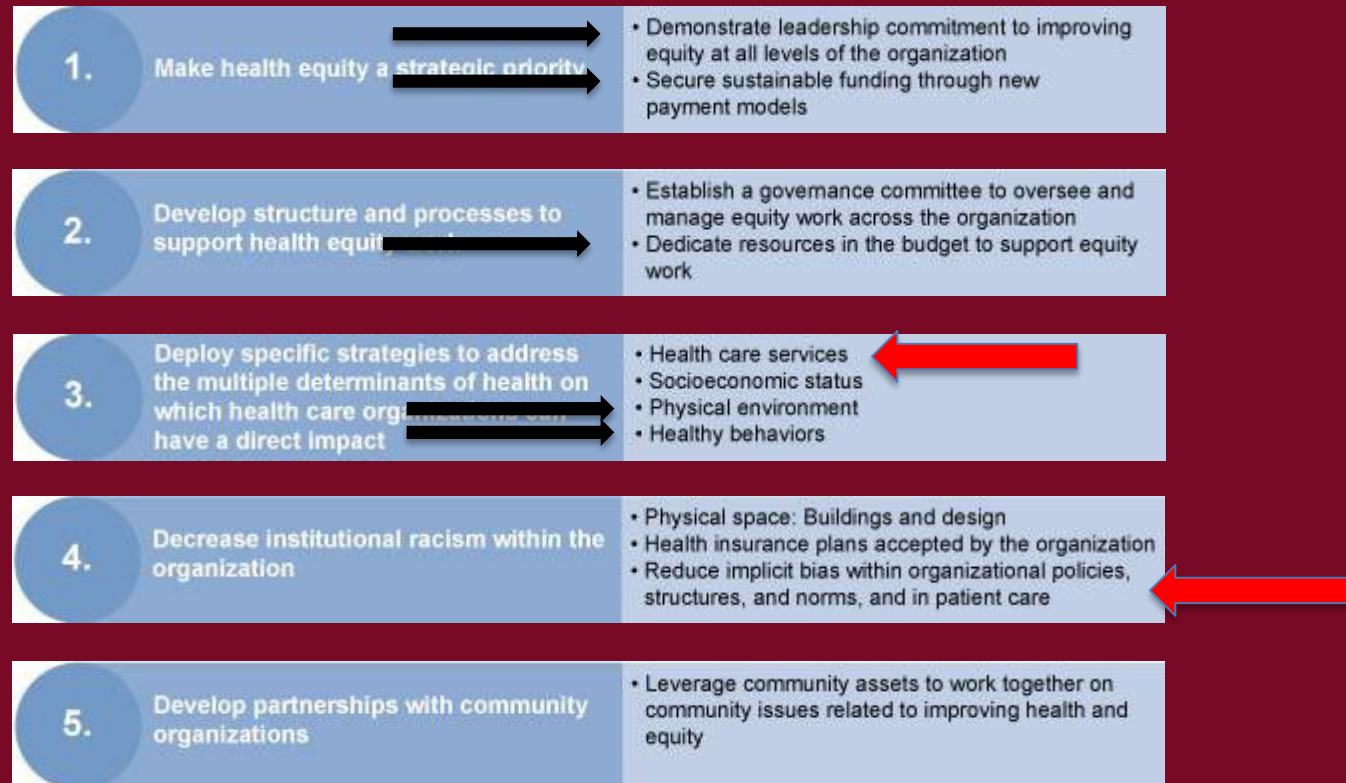 1.
Make health equity a strategic priority
• Demonstrate leadership commitment to improving
equity at all levels of the organization
• Secure sustainable funding through new
payment models
2.
Develop structure and processes to
support health equity
• Establish a governance committee to oversee and
manage equity work across the organization
• Dedicate resources in the budget to support equity
work
3.
Deploy specific strategies to address
the multiple determinants of health on
which health care organizations can
have a direct impact
• Health care services
• Socioeconomic status
• Physical environment
• Healthy behaviors
4.
Decrease institutional racism within the
organization
• Physical space: Buildings and design
• Health insurance plans accepted by the organization
• Reduce implicit bias within organizational policies,
structures, and norms, and in patient care
5.
Develop partnerships with community
organizations
• Leverage community assets to work together on
community issues related to improving health and
equity